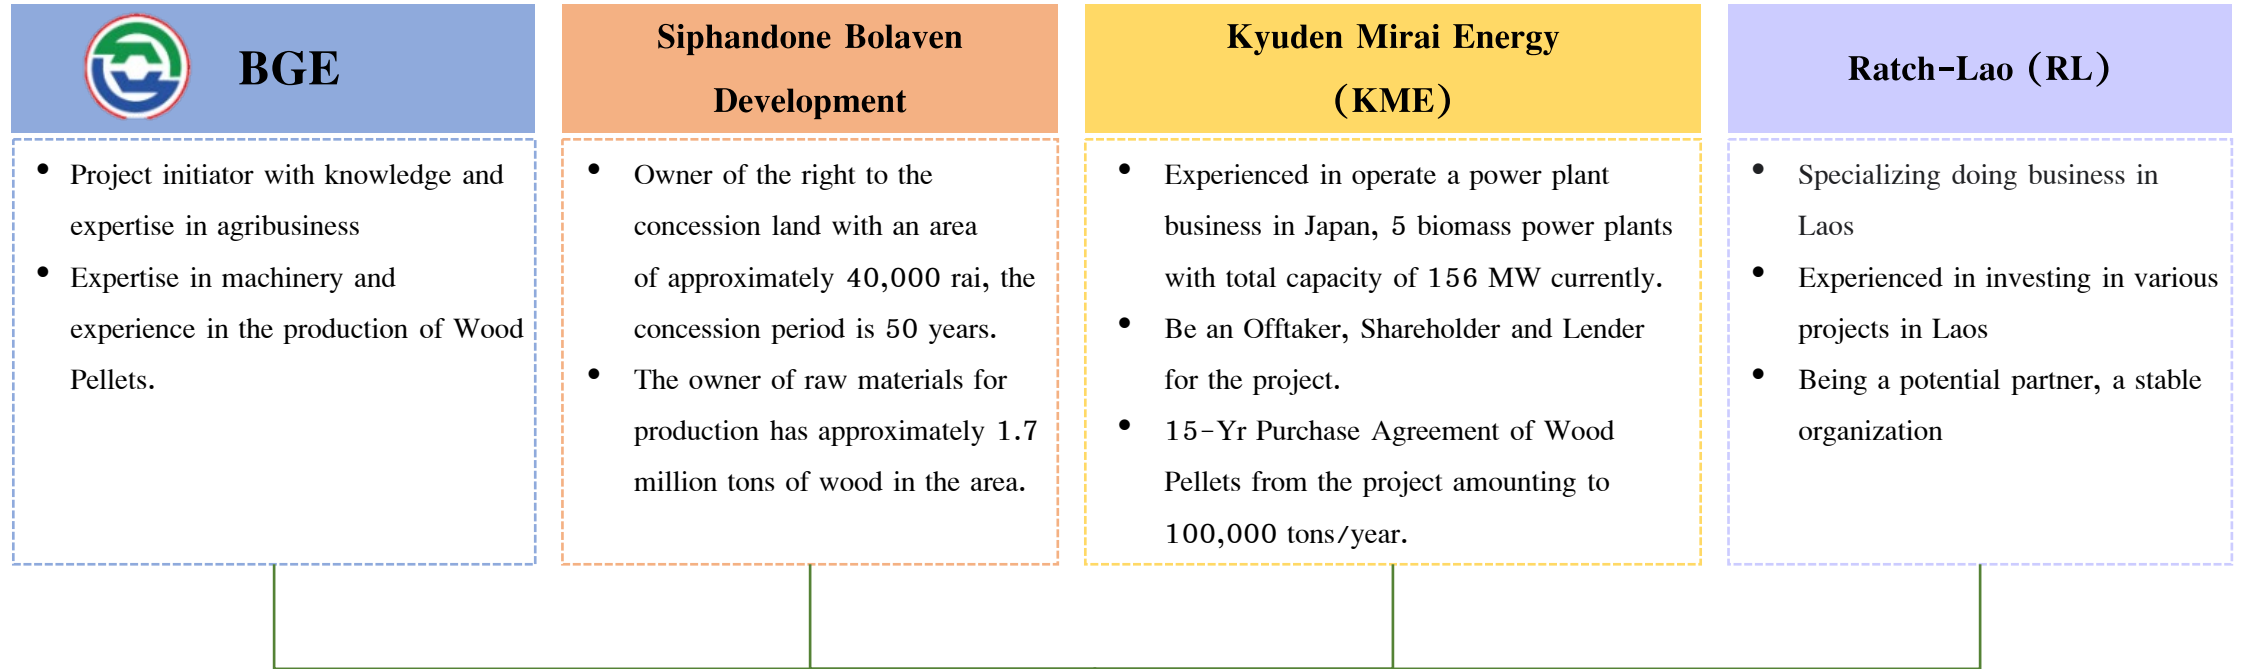 BGE
• Project initiator with knowledge and
expertise in agribusiness
• Expertise in machinery and
experience in the production of Wood
Pellets.
Siphandone Bolaven
Development
• Owner of the right to the
concession land with an area
of approximately 40,000 rai, the
concession period is 50 years.
• The owner of raw materials for
production has approximately 1.7
million tons of wood in the area.
Kyuden Mirai Energy
(KME)
• Experienced in operate a power plant
business in Japan, 5 biomass power plants
with total capacity of 156 MW currently.
• Be an Offtaker, Shareholder and Lender
for the project.
• 15-Yr Purchase Agreement of Wood
Pellets from the project amounting to
100,000 tons/year.
Ratch-Lao (RL)
• Specializing doing business in
Laos
• Experienced in investing in various
projects in Laos
• Being a potential partner, a stable
organization